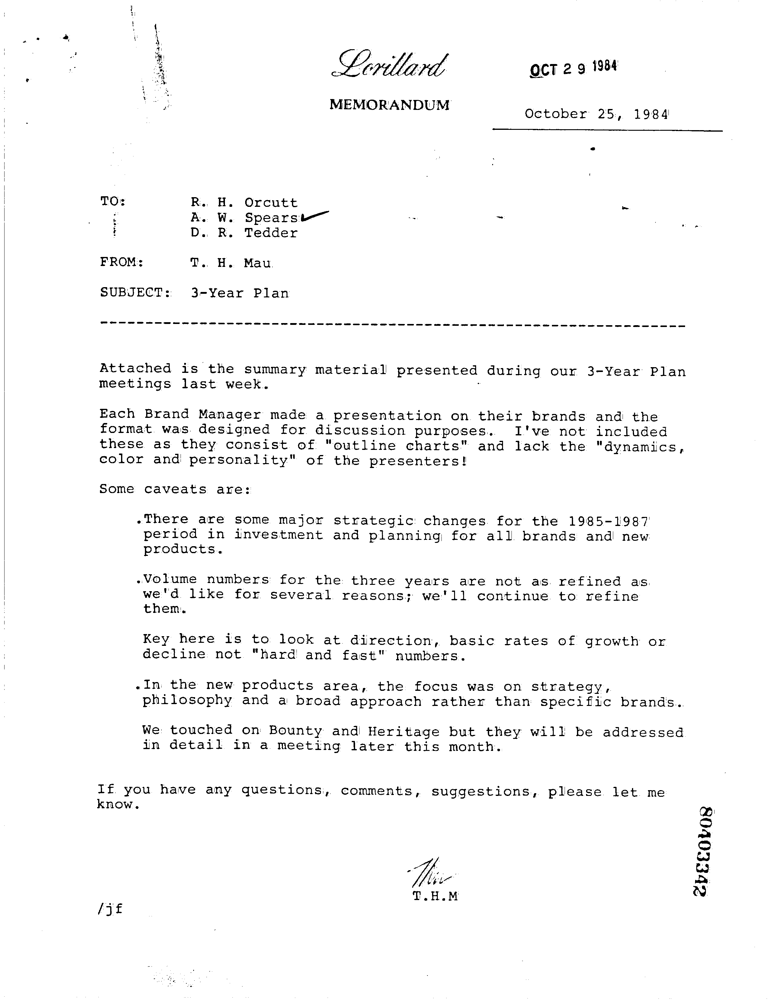 Lorillard
OCT 29 1984
MEMORANDUM
October 25, 1984
TO: R. H. Orcutt
A. W. Spears
D. R. Tedder
FROM: T. H. Mau
SUBJECT: 3-Year Plan
Attached is the summary material presented during our 3-Year Plan
meetings last week.
Each Brand Manager made a presentation on their brands and the
format was designed for discussion purposes. I've not included
these as they consist of "outline charts" and lack the "dynamics,
color and personality" of the presenters!
Some caveats are:
.There are some major strategic changes for the 1985-1987
period in investment and planning for all brands and new
products.
.Volume numbers for the three years are not as refined as
we'd like for several reasons; we'll continue to refine
them.
Key here is to look at direction, basic rates of growth or
decline not "hard and fast" numbers.
.In the new products area, the focus was on strategy,
philosophy and a broad approach rather than specific brands.
We touched on Bounty and Heritage but they will be addressed
in detail in a meeting later this month.
If you have any questions, comments, suggestions, please let me
know.
T.H.M
/jf
80403342